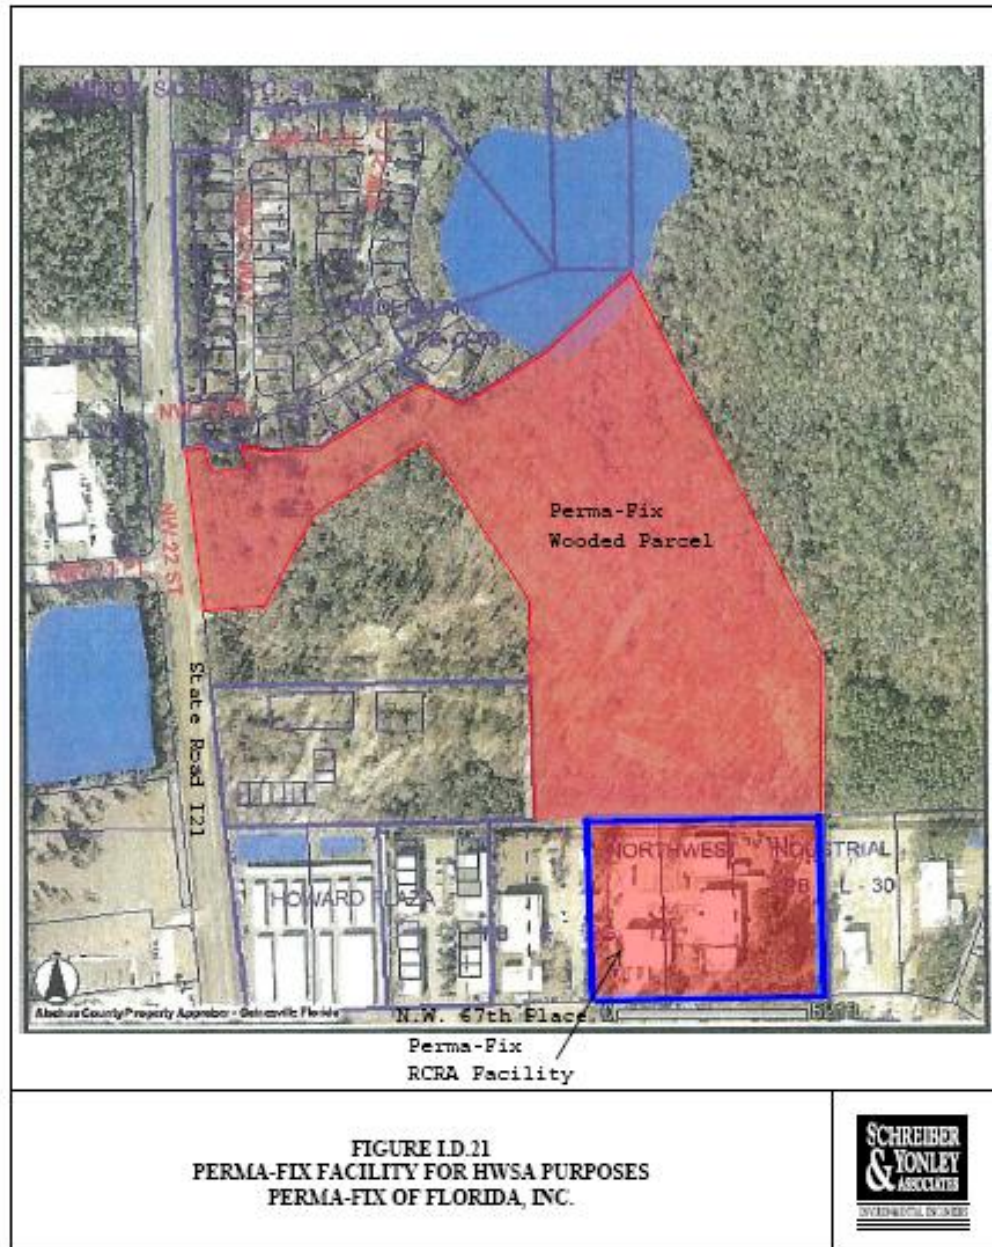 NW 22 ST
Perma-Fix
Wooded Parcel
State Road 121
NORTHWEST INDUSTRIAL
PB L - 30
HOWARD PLAZA
Alachua County Property Appraiser - Gainesville Florida
N.W. 67th Place
Perma-Fix
RCRA Facility
FIGURE I.D.21
PERMA-FIX FACILITY FOR HWSA PURPOSES
PERMA-FIX OF FLORIDA, INC.
SCHREIBER
& YONLEY
ASSOCIATES
ENVIRONMENTAL ENGINEERS